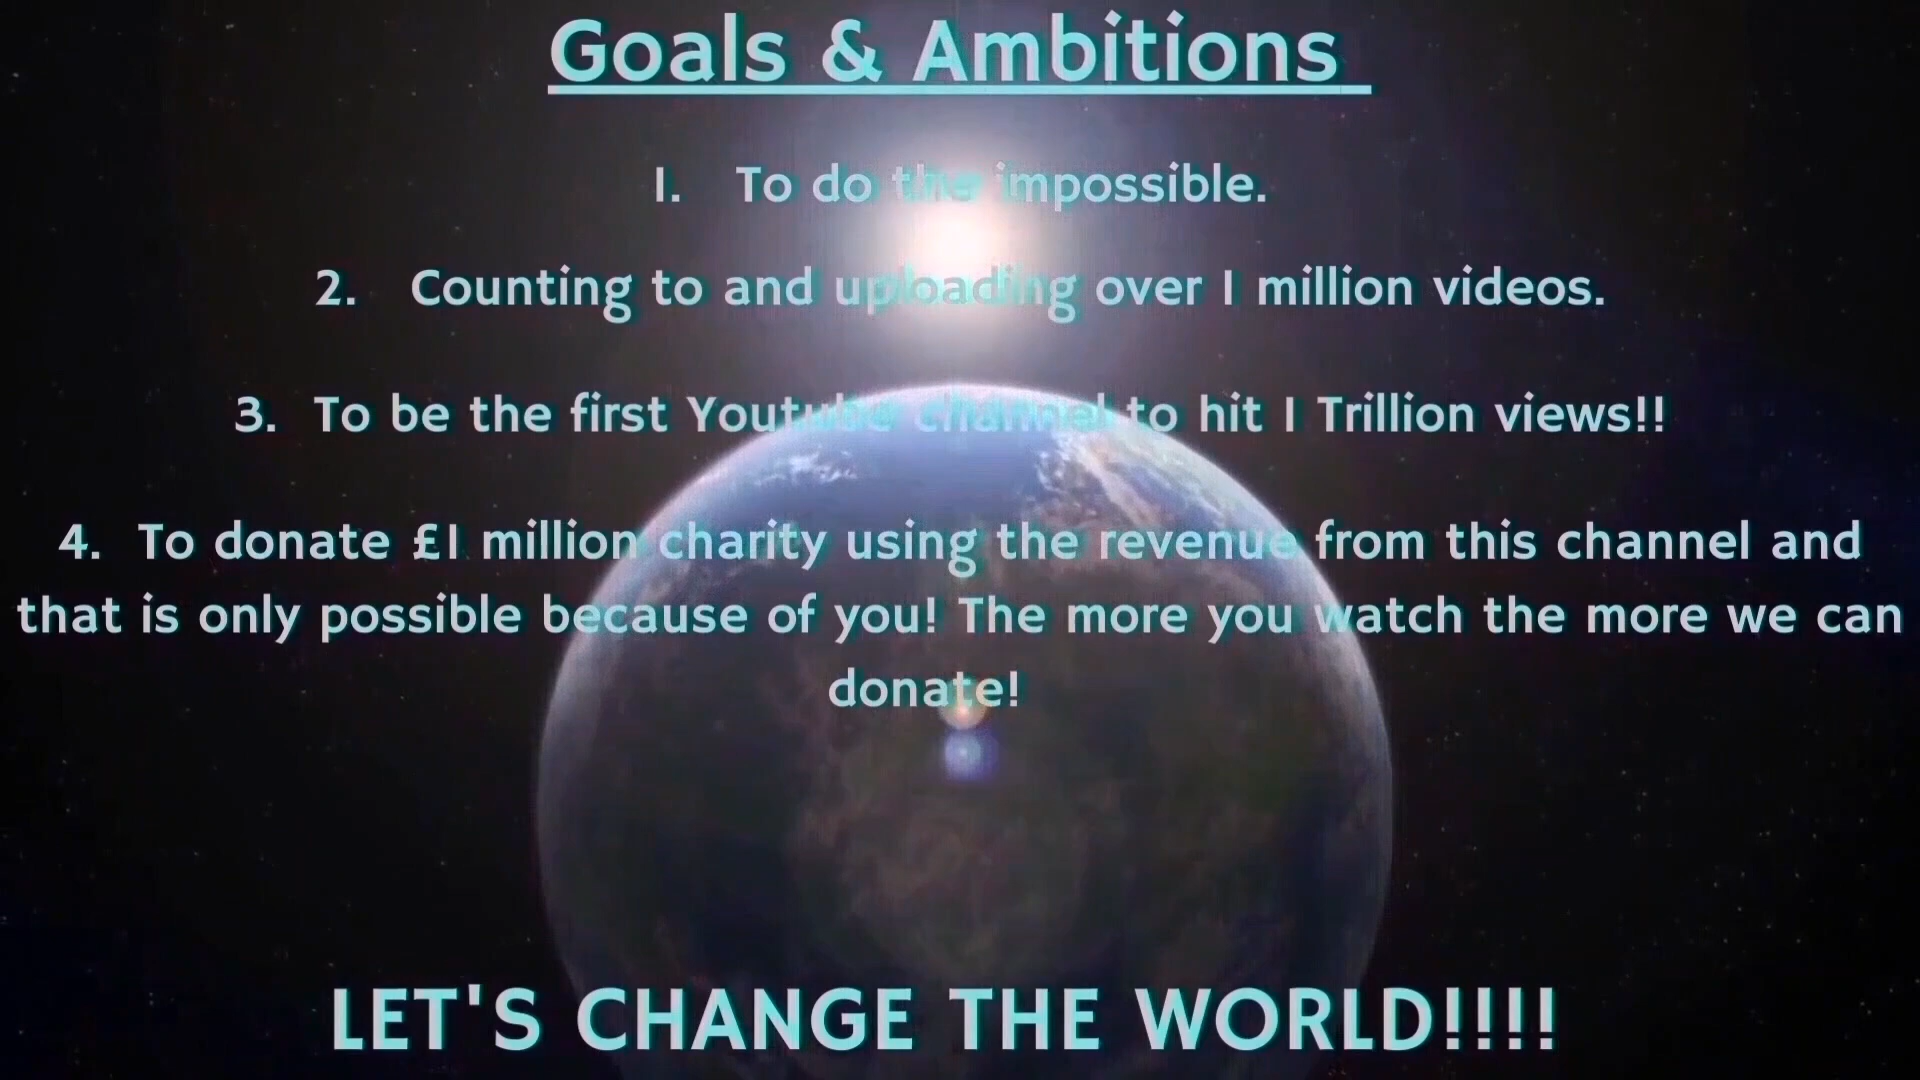 Goals & Ambitions
1. To do the impossible.
2. Counting to and uploading over 1 million videos.
3. To be the first Youtube channel to hit 1 Trillion views!!
4. To donate £1 million charity using the revenue from this channel and
that is only possible because of you! The more you watch the more we can
donate!
LET'S CHANGE THE WORLD!!!!